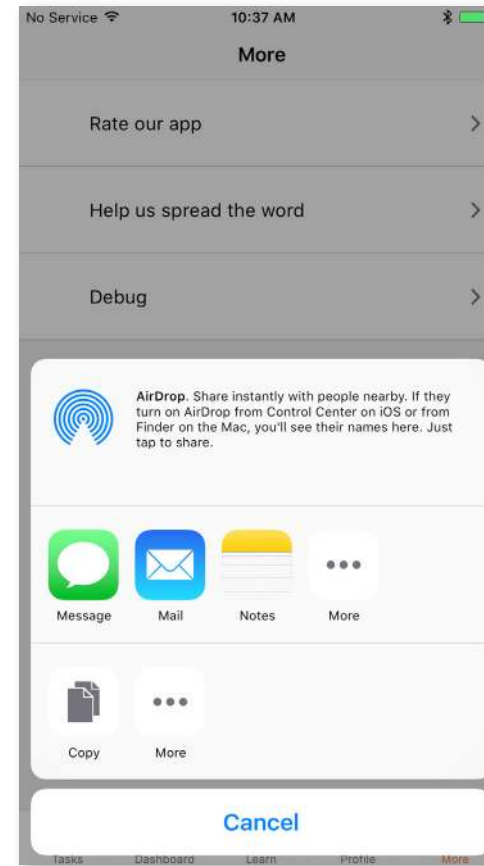 No Service 10:37 AM
More
Rate our app
Help us spread the word
Debug
AirDrop. Share instantly with people nearby. If they
turn on AirDrop from Control Center on iOS or from
Finder on the Mac, you'll see their names here. Just
tap to share.
Message Mail Notes More
Copy More
Cancel
Tasks Dashboard Learn Profile More